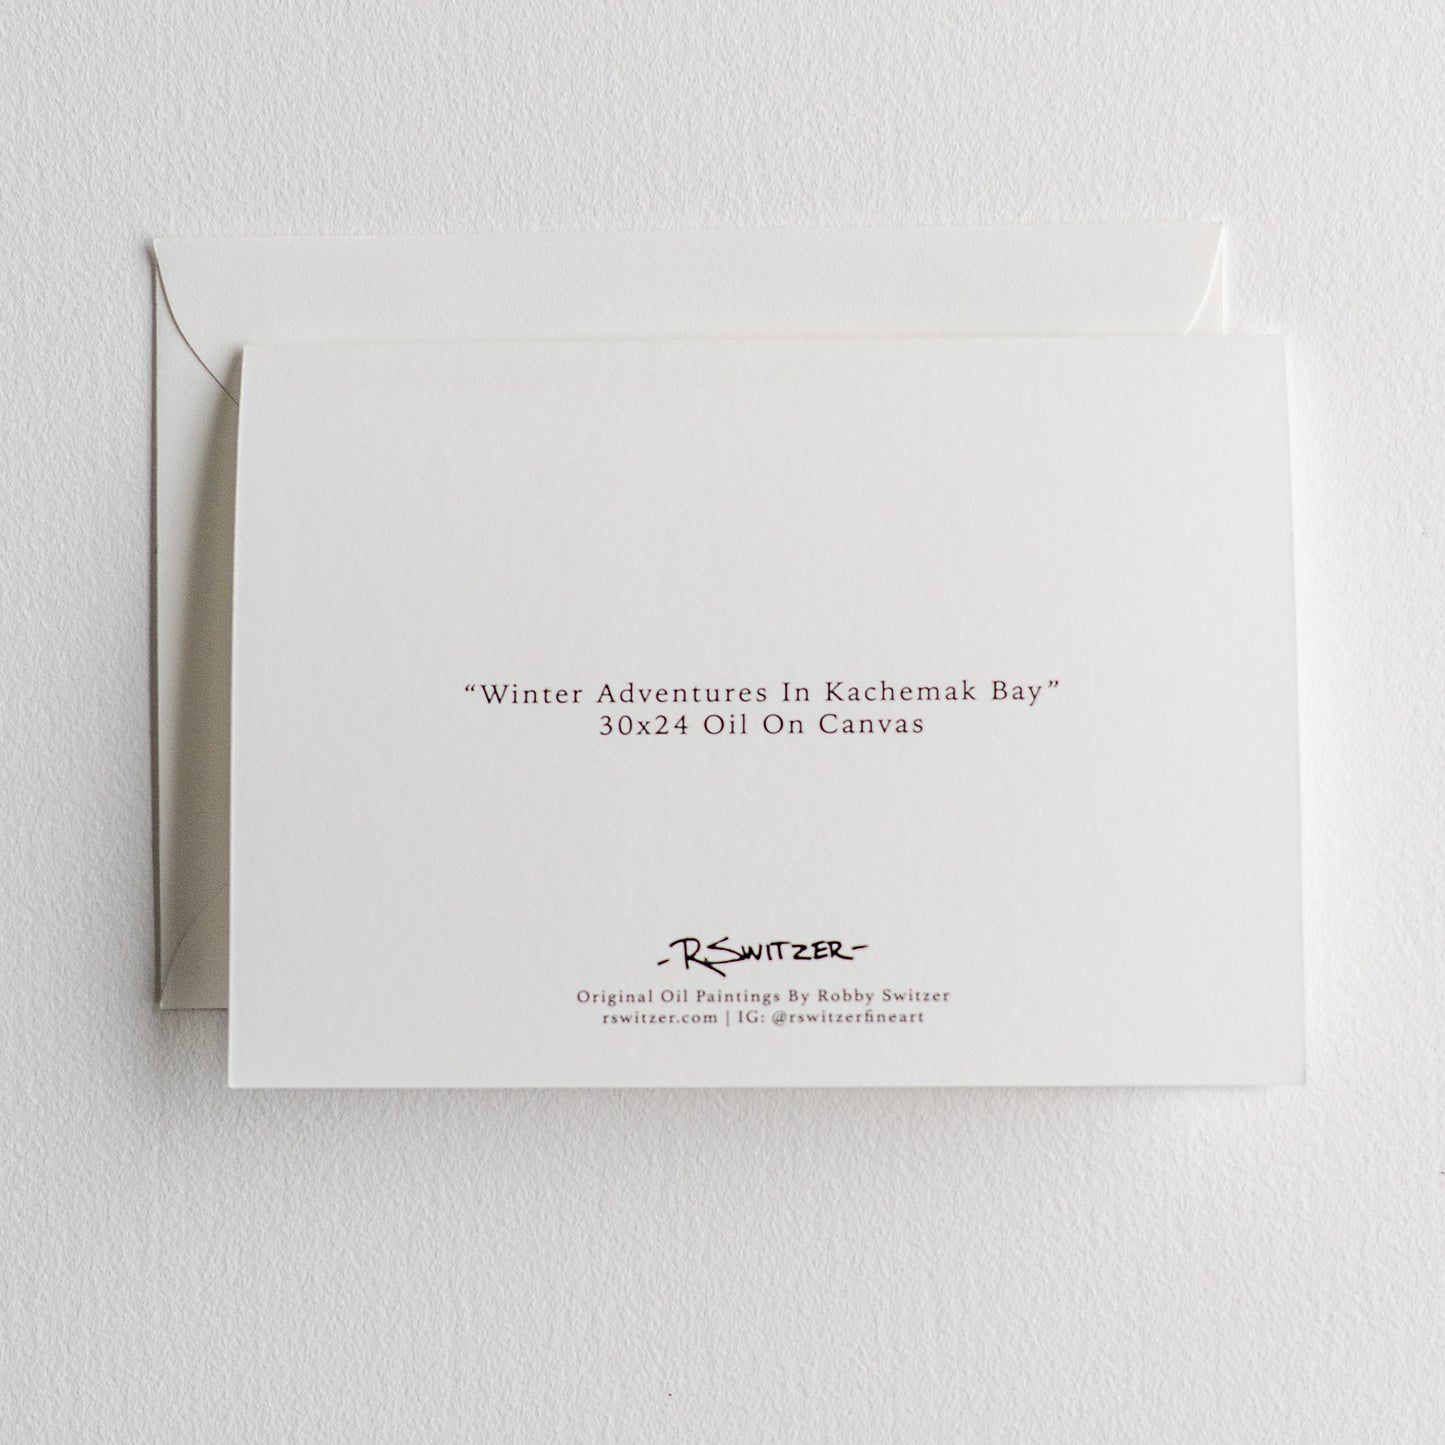 “Winter Adventures In Kachemak Bay”
30x24 Oil On Canvas
-R.SWITZER-
Original Oil Paintings By Robby Switzer
rswitzer.com | IG: @rswitzerfineart